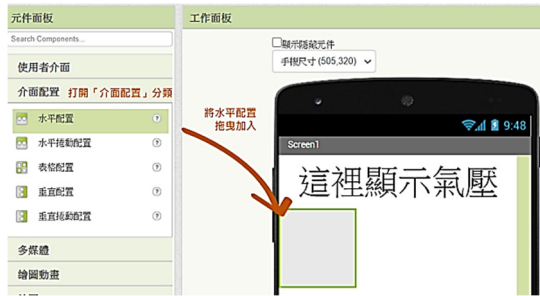 元件面板
Search Components...
使用者介面
介面配置 打開「介面配置」分類
水平配置
水平捲動配置
表格配置
垂直配置
垂直捲動配置
多媒體
繪圖動畫
工作面板
顯示隱藏元件
手機尺寸 (505,320)
將水平配置
拖曳加入
9:48
Screen1
這裡顯示氣壓